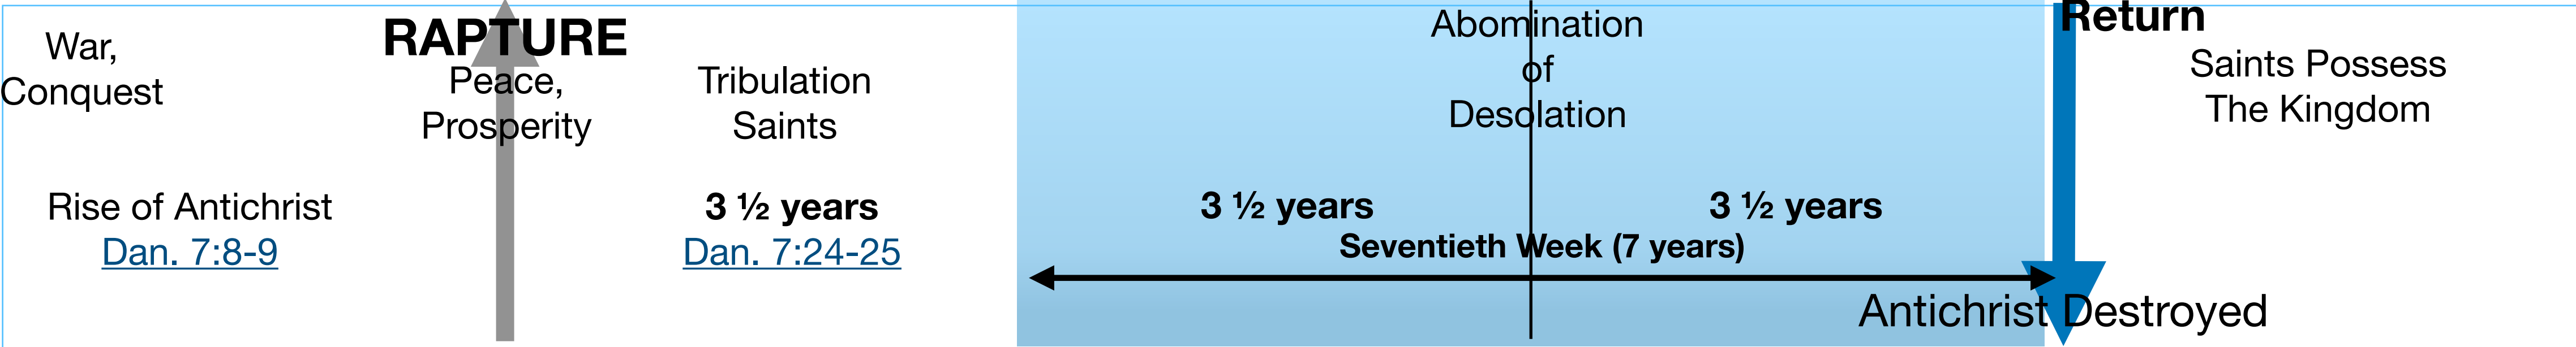 War,
Conquest
Rise of Antichrist
Dan. 7:8-9
RAPTURE
Peace,
Prosperity
Tribulation
Saints
3 ½ years
Dan. 7:24-25
Abomination
of
Desolation
3 ½ years
3 ½ years
Seventieth Week (7 years)
Return
Saints Possess
The Kingdom
Antichrist Destroyed